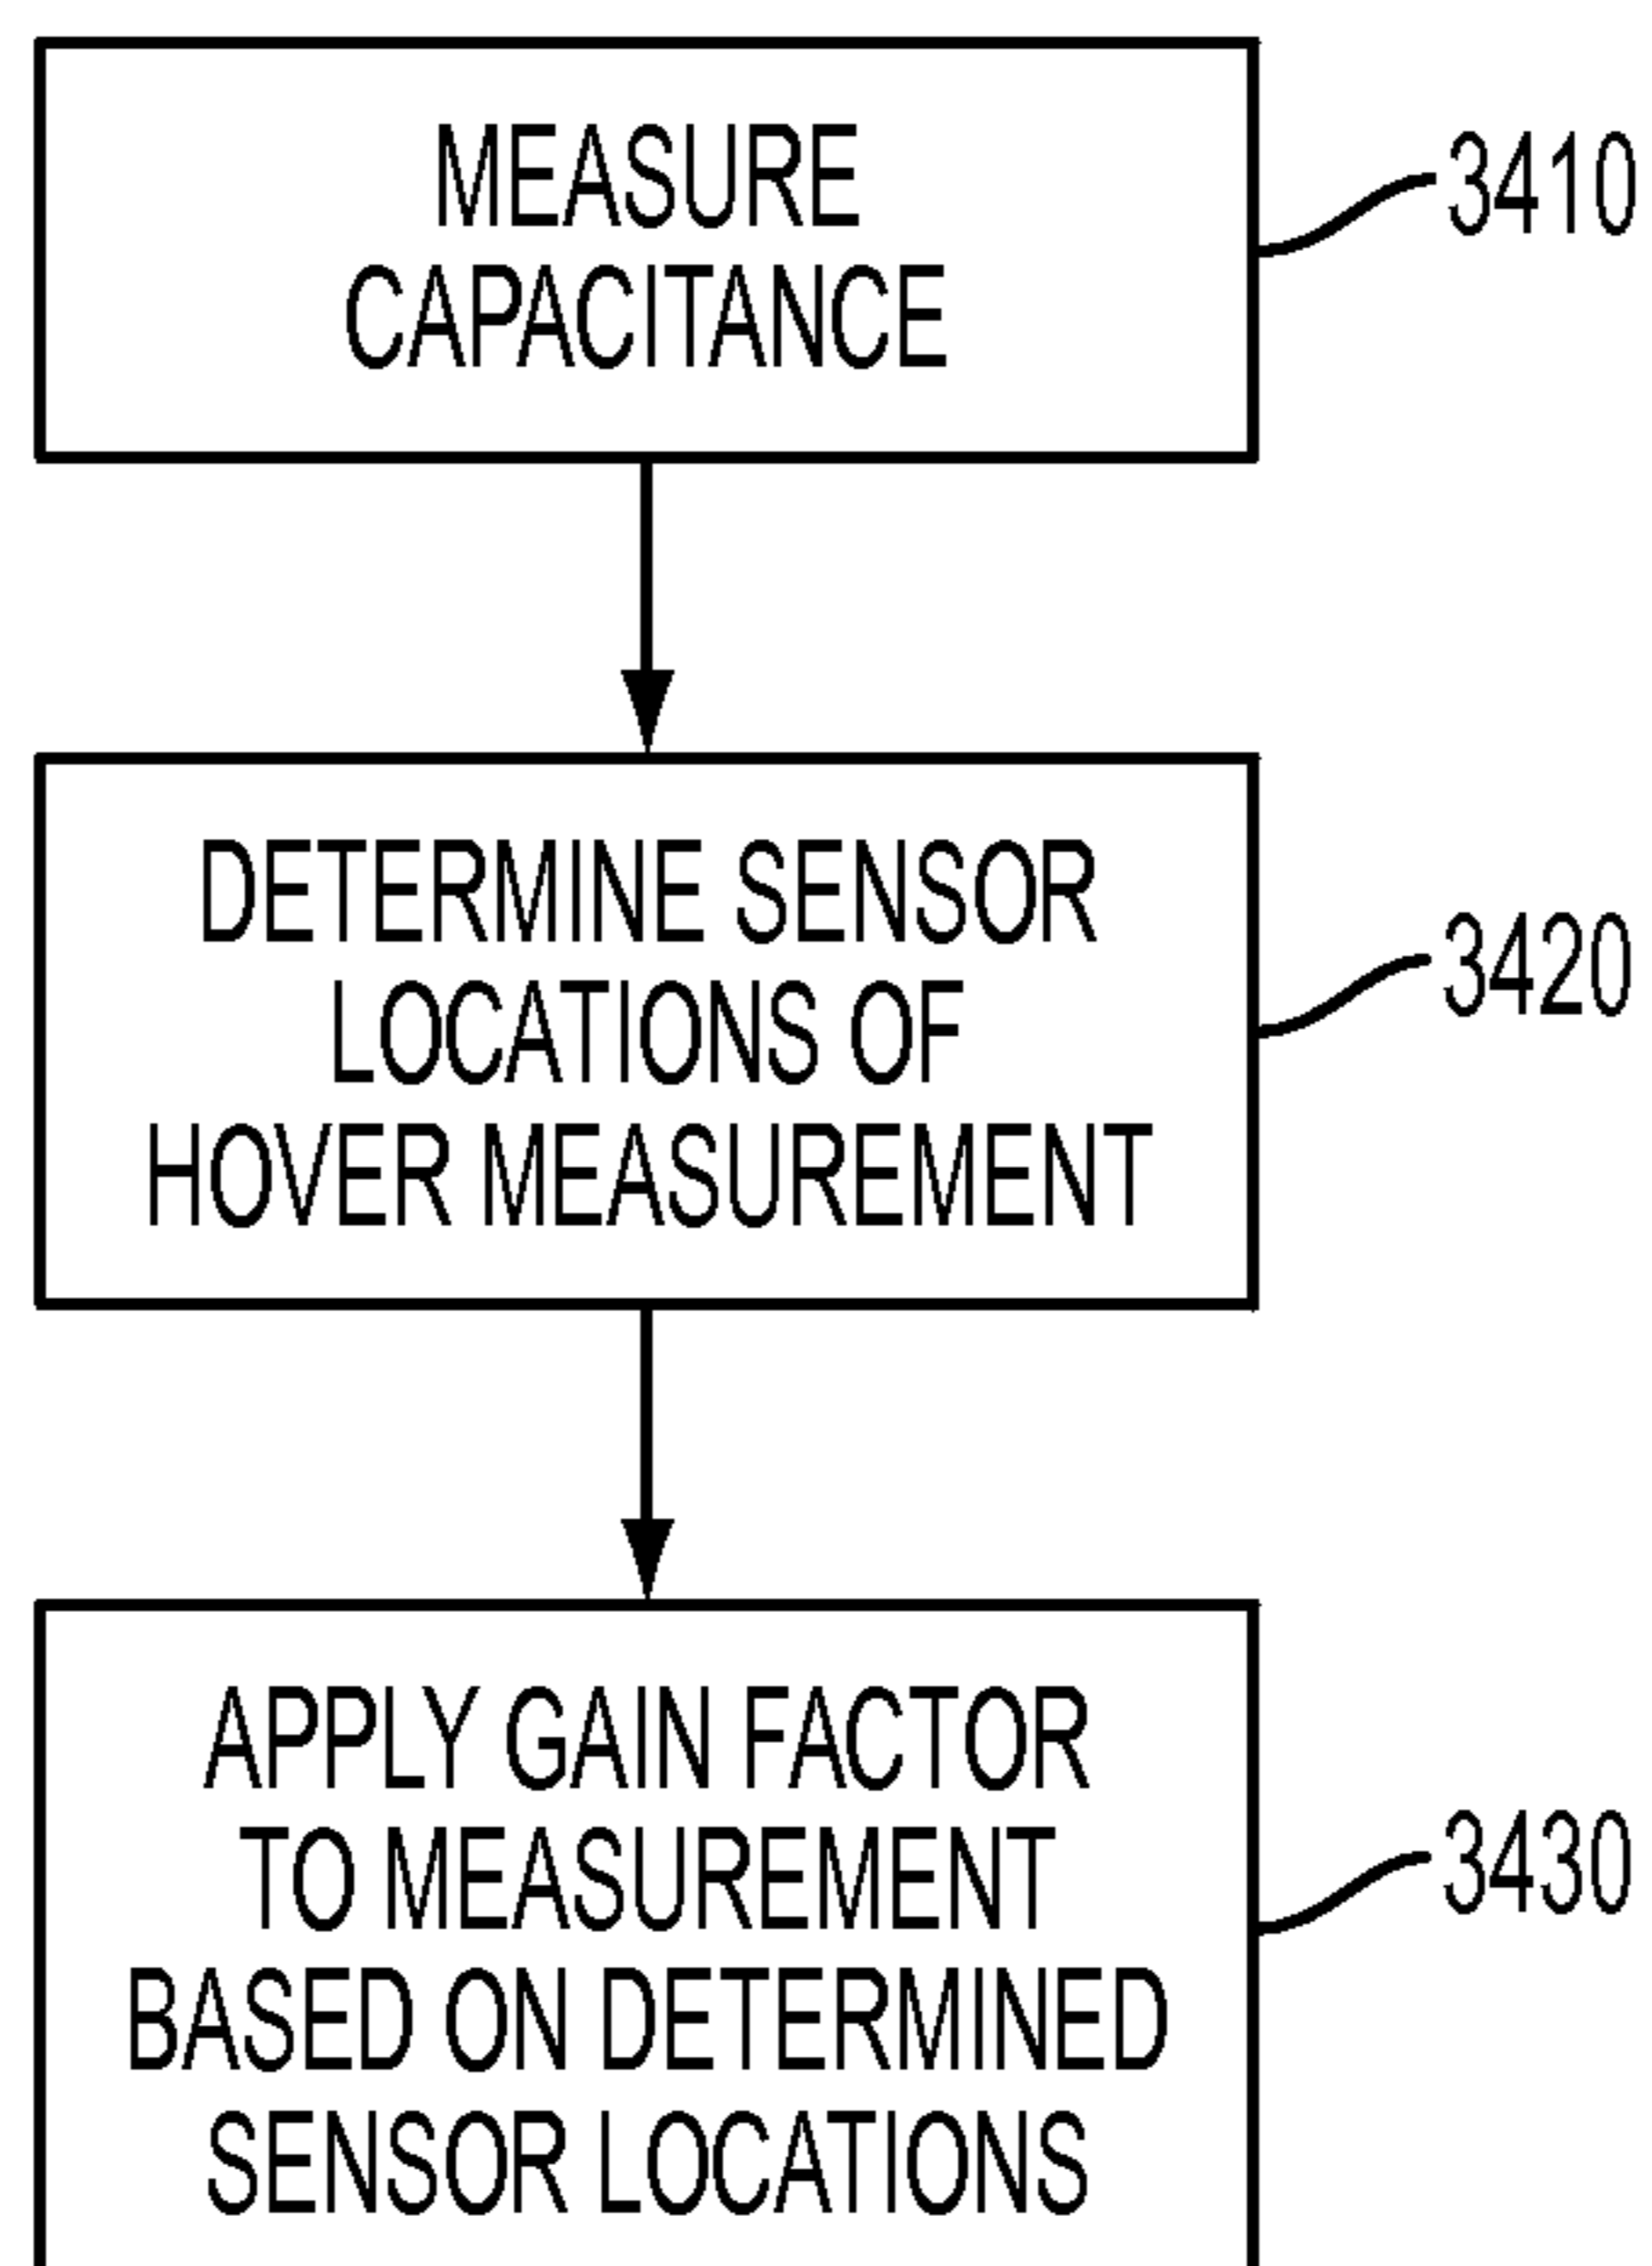 MEASURE
CAPACITANCE
3410
DETERMINE SENSOR
LOCATIONS OF
HOVER MEASUREMENT
3420
APPLY GAIN FACTOR
TO MEASUREMENT
BASED ON DETERMINED
SENSOR LOCATIONS
3430